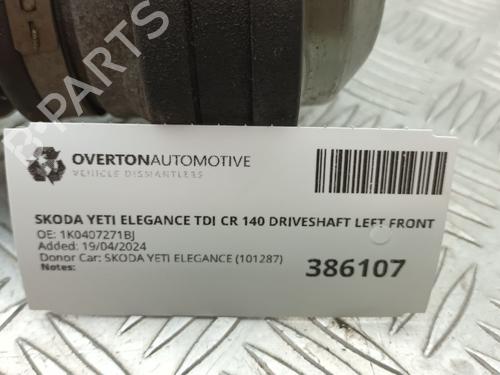 B-PARTS
OVERTONAUTOMOTIVE
VEHICLE DISMANTLERS
SKODA YETI ELEGANCE TDI CR 140 DRIVESHAFT LEFT FRONT
OE: 1K0407271BJ
Added: 19/04/2024
Donor Car: SKODA YETI ELEGANCE (101287)
Notes:
386107